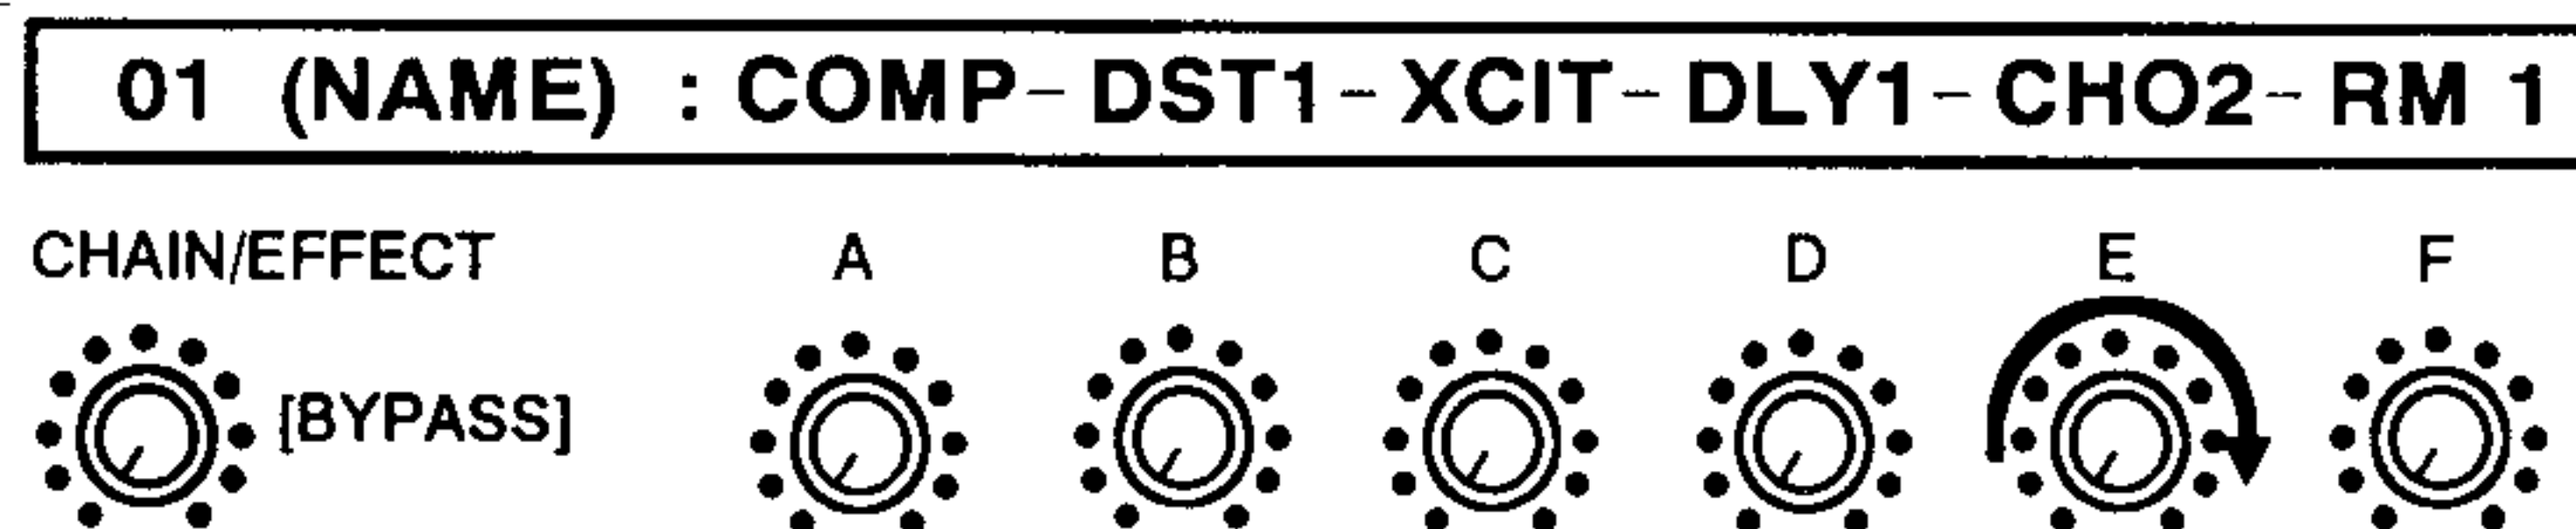 01 (NAME) : COMP- DST1- XCIT- DLY1- CHO2- RM 1
CHAIN/EFFECT A B C D E F
[BYPASS]